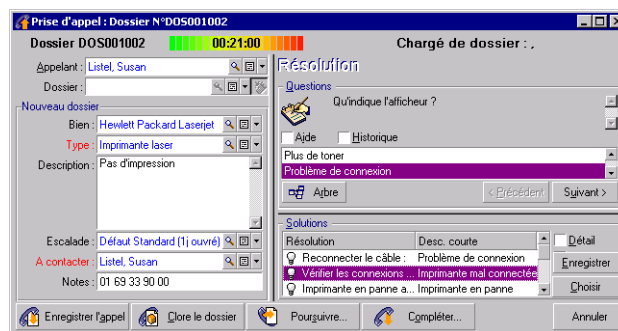 Prise d'appel : Dossier N°DOS001002
Dossier DOS001002
00:21:00
Chargé de dossier : ,
Appelant : Listel, Susan
Dossier :
Nouveau dossier
Bien : Hewlett Packard Laserjet
Type : Imprimante laser
Description : Pas d'impression
Escalade : Défaut Standard (1j ouvré)
A contacter : Listel, Susan
Notes : 01 69 33 90 00
Résolution
Questions
Qu'indique l'afficheur ?
Aide
Historique
Plus de toner
Problème de connexion
Arbre
< Précédent
Suivant >
Solutions
Résolution
Desc. courte
Reconnecter le câble :
Problème de connexion
Vérifier les connexions ...
Imprimante mal connectée
Imprimante en panne a...
Imprimante en panne
Détail
Enregistrer
Choisir
Enregistrer l'appel
Clore le dossier
Poursuivre...
Compléter...
Annuler